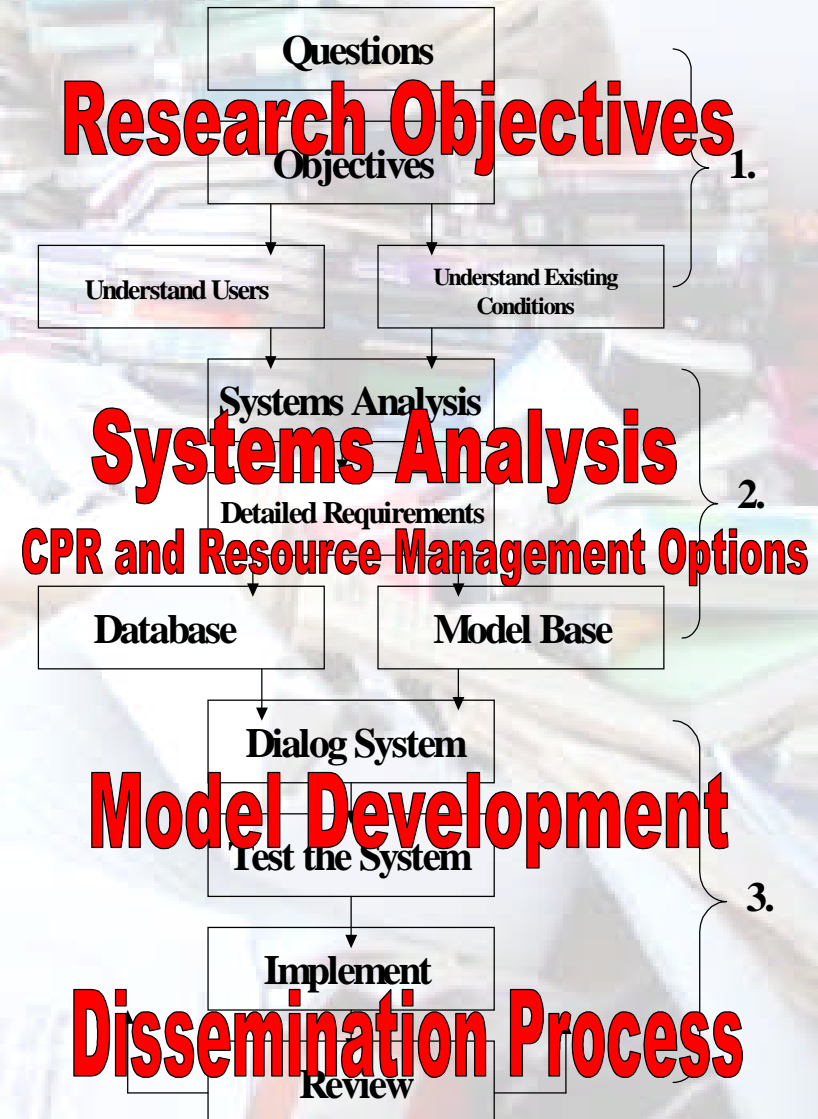 Questions
Research Objectives
Objectives
1.
Understand Users
Understand Existing
Conditions
Systems Analysis
Systems Analysis
2.
Detailed Requirements
CPR and Resource Management Options
Database
Model Base
Dialog System
Model Development
Test the System
3.
Implement
Dissemination Process
Review